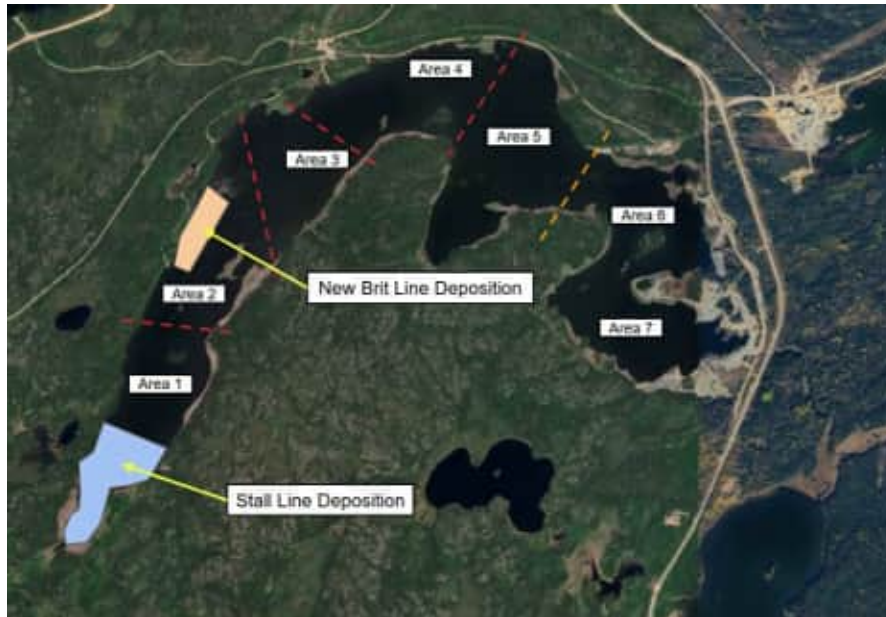 Area 4
Area 5
Area 3
Area 6
New Brit Line Deposition
Area 2
Area 7
Area 1
Stall Line Deposition